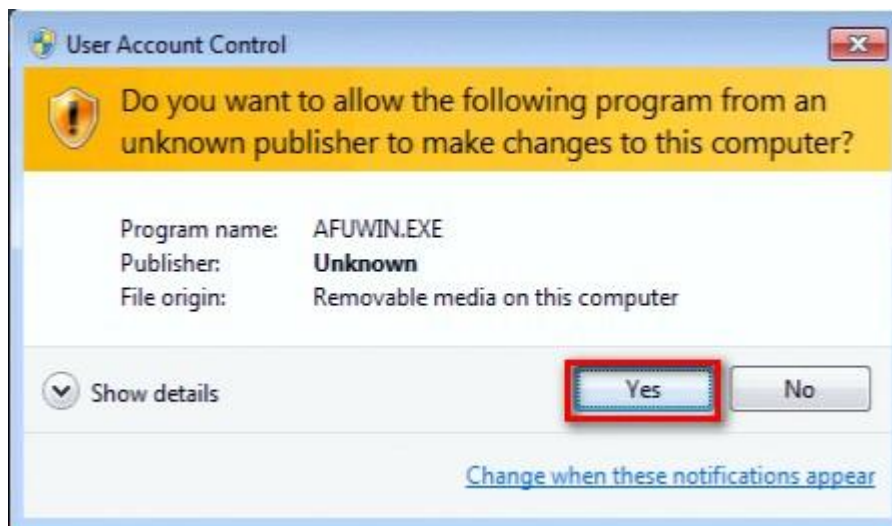 User Account Control
Do you want to allow the following program from an
unknown publisher to make changes to this computer?
Program name: AFUWIN.EXE
Publisher: Unknown
File origin: Removable media on this computer
Show details
Yes
No
Change when these notifications appear